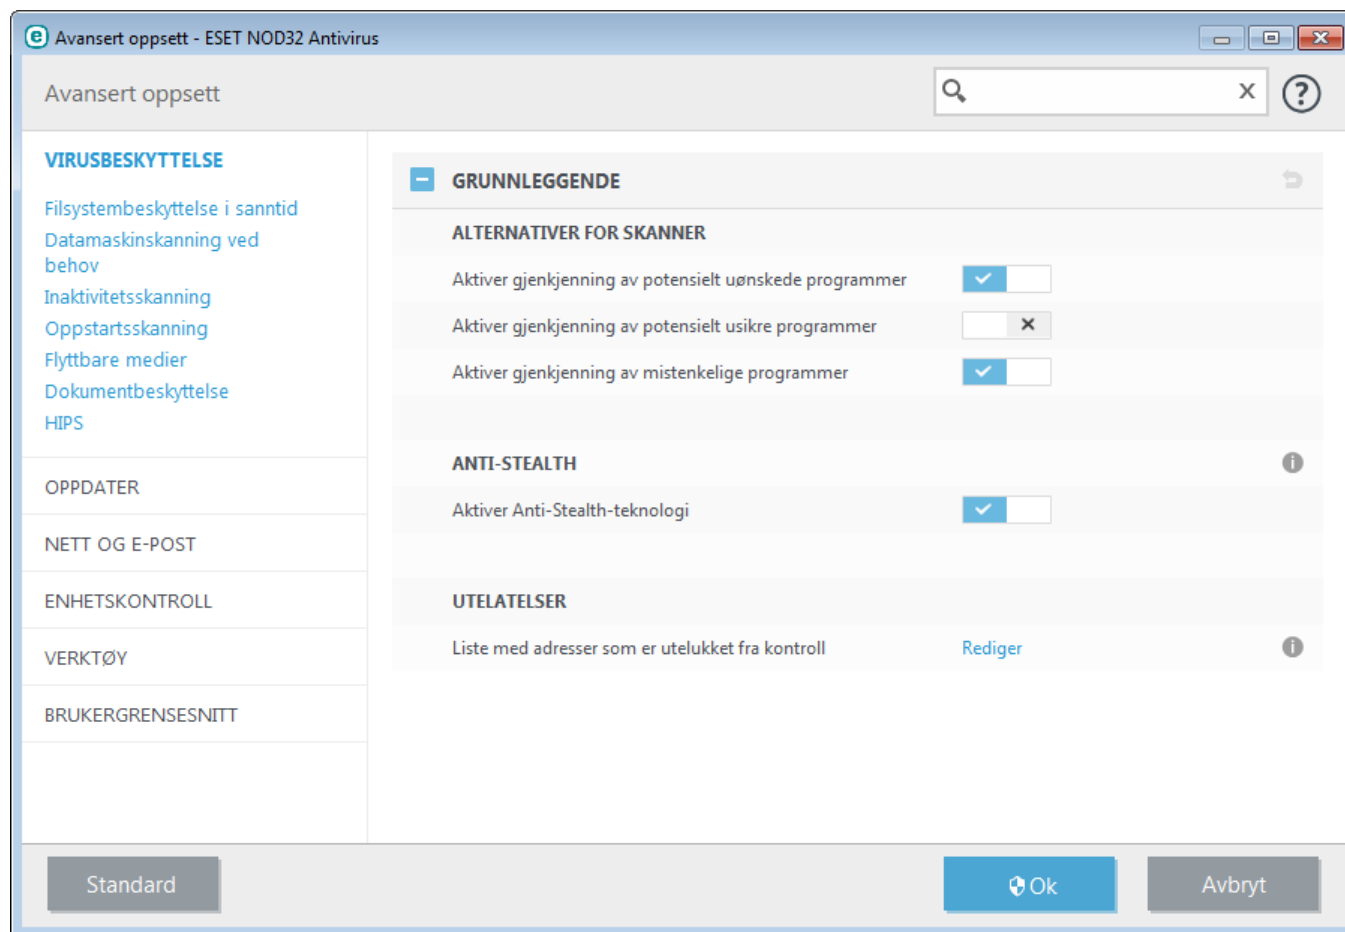 Avansert oppsett - ESET NOD32 Antivirus
Avansert oppsett
VIRUSBESKYTTELSE
Filsystembeskyttelse i sanntid
Datamaskinskanning ved
behov
Inaktivitetsskanning
Oppstartsskanning
Flyttbare medier
Dokumentbeskyttelse
HIPS
OPPDATER
NETT OG E-POST
ENHETSKONTROLL
VERKTØY
BRUKERGRENSESNITT
GRUNNLEGGENDE
ALTERNATIVER FOR SKANNER
Aktiver gjenkjenning av potensielt uønskede programmer
Aktiver gjenkjenning av potensielt usikre programmer
Aktiver gjenkjenning av mistenkelige programmer
ANTI-STEALTH
Aktiver Anti-Stealth-teknologi
UTELATELSER
Liste med adresser som er utelukket fra kontroll Rediger
Standard
Ok
Avbryt